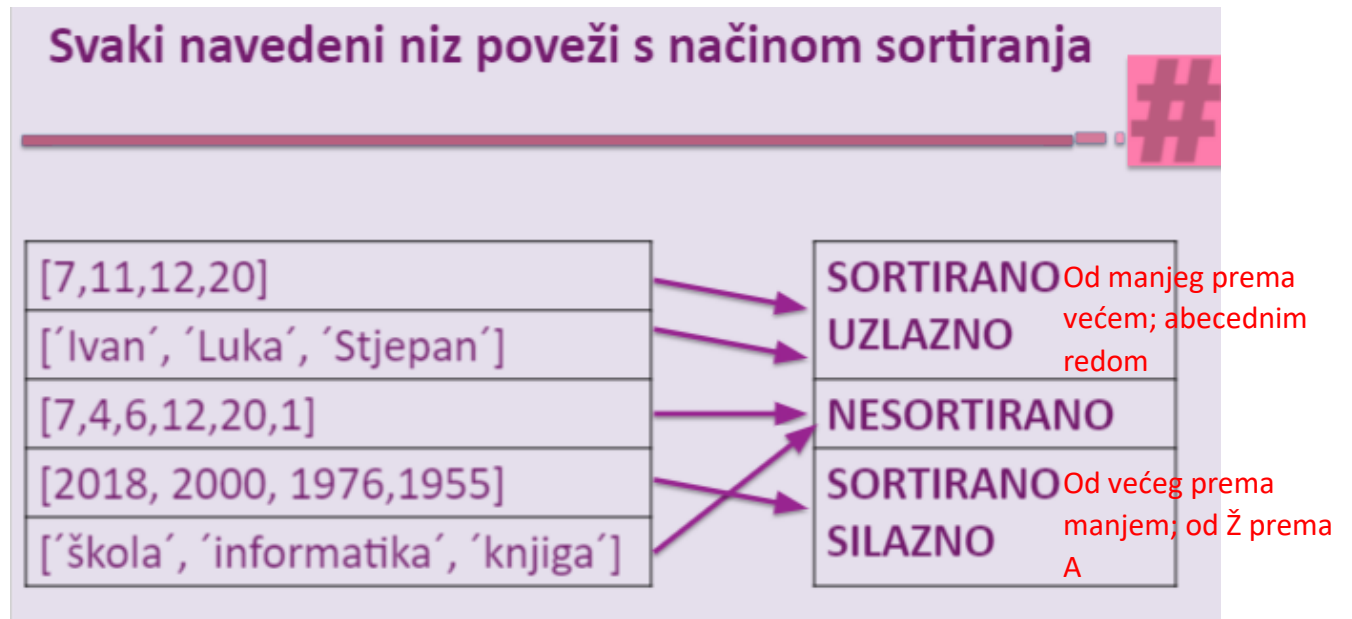 Svaki navedeni niz poveži s načinom sortiranja
#
[7,11,12,20]
[´Ivan´, ´Luka´, ´Stjepan´]
[7,4,6,12,20,1]
[2018, 2000, 1976,1955]
[´škola´, ´informatika´, ´knjiga´]
SORTIRANO
UZLAZNO
Od manjeg prema
većem; abecednim
redom
NESORTIRANO
SORTIRANO
SILAZNO
Od većeg prema
manjem; od Ž prema
A